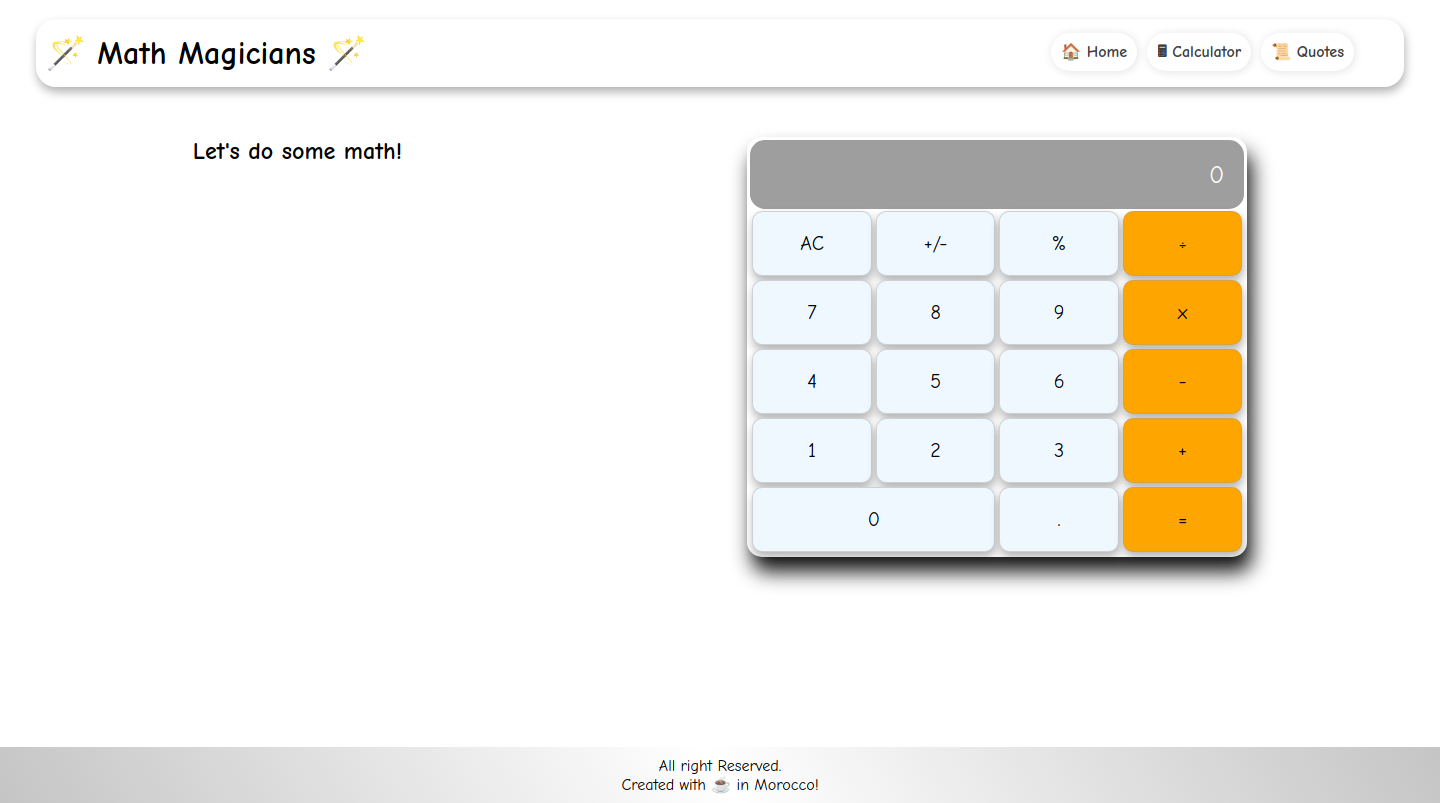 🪄 Math Magicians 🪄
🏠 Home 🖩 Calculator 📜 Quotes
Let's do some math!
0
AC +/- % ÷
7 8 9 x
4 5 6 -
1 2 3 +
0 . =
All right Reserved.
Created with ☕ in Morocco!